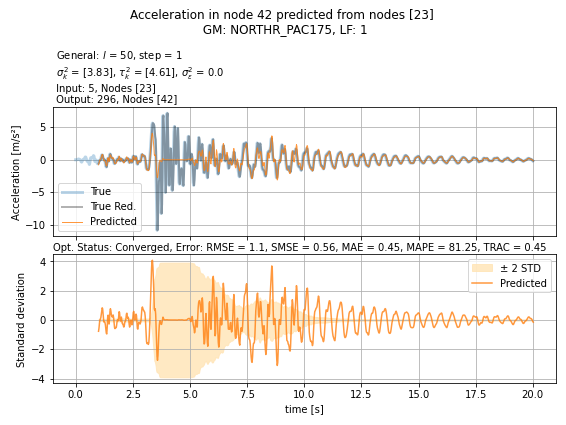 Acceleration in node 42 predicted from nodes [23]
GM: NORTHR_PAC175, LF: 1
General: l = 50, step = 1
σ²ₖ = [3.83], τ²ₖ = [4.61], σ²ₑ = 0.0
Input: 5, Nodes [23]
Output: 296, Nodes [42]
Acceleration [m/s²]
5
0
−5
−10
True
True Red.
Predicted
Opt. Status: Converged, Error: RMSE = 1.1, SMSE = 0.56, MAE = 0.45, MAPE = 81.25, TRAC = 0.45
Standard deviation
4
2
0
−2
−4
± 2 STD
Predicted
0.0 2.5 5.0 7.5 10.0 12.5 15.0 17.5 20.0
time [s]